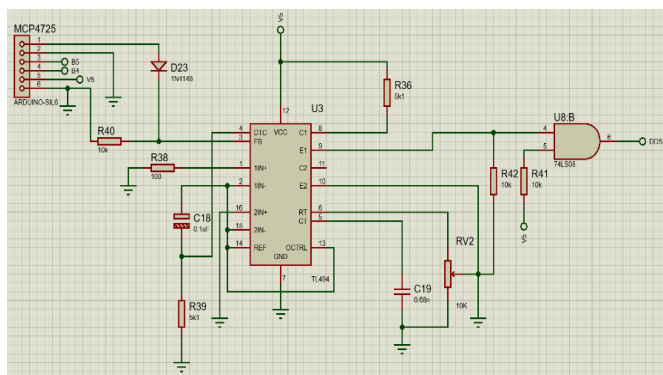 V5
MCP4725
1
2
3
4
5
6
B5
B4
V5
ARDUINO-SIL6
D23
1N4148
R40
10k
R38
100
C18
0.1uF
R39
5k1
U3
TL494
12
VCC
4 DTC
3 FB
1 1IN+
2 1IN-
16 2IN+
15 2IN-
14 REF
C1 8
E1 9
C2 11
E2 10
RT 6
CT 5
OCTRL 13
GND
7
R36
5k1
C19
0.68n
RV2
10K
R42
10k
R41
10k
V5
U8:B
4
5
6
74LS08
DDS